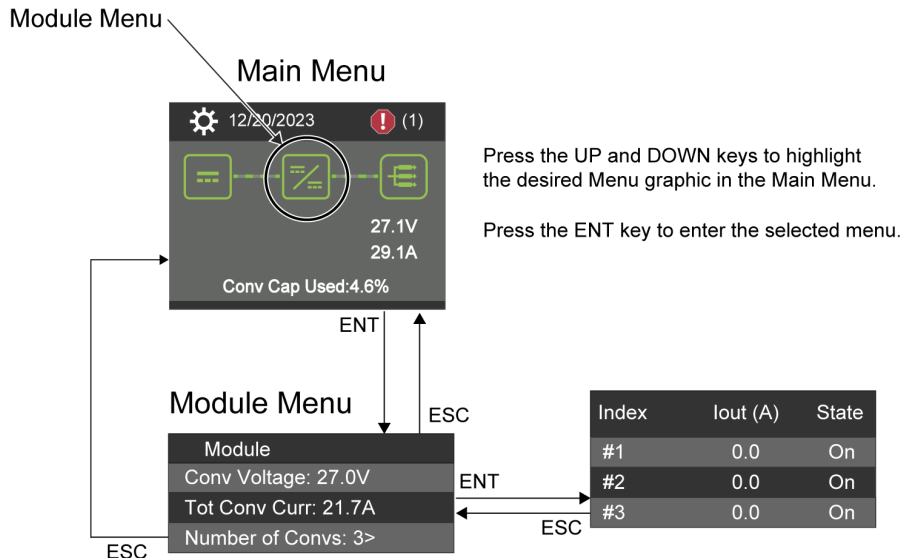 Module Menu
Main Menu
12/20/2023 (1)
27.1V
29.1A
Conv Cap Used:4.6%
Press the UP and DOWN keys to highlight
the desired Menu graphic in the Main Menu.
Press the ENT key to enter the selected menu.
ENT
ESC
Module Menu
Module
Conv Voltage: 27.0V
Tot Conv Curr: 21.7A
Number of Convs: 3>
ESC
ENT
ESC
Index Iout (A) State
#1 0.0 On
#2 0.0 On
#3 0.0 On